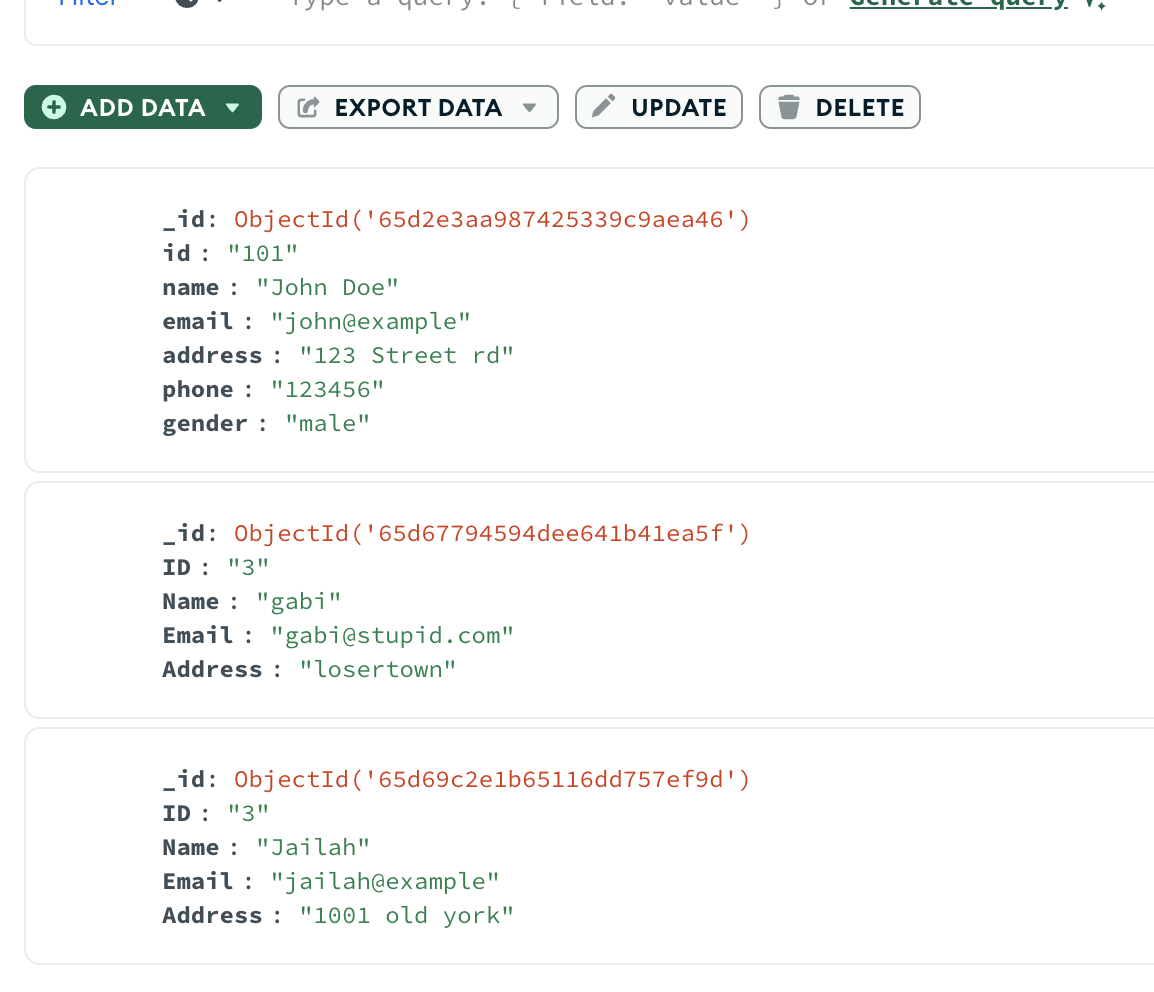 Filter Type a query: { field: 'value' } or Generate query
ADD DATA EXPORT DATA UPDATE DELETE
_id: ObjectId('65d2e3aa987425339c9aea46')
id : "101"
name : "John Doe"
email : "john@example"
address : "123 Street rd"
phone : "123456"
gender : "male"
_id: ObjectId('65d67794594dee641b41ea5f')
ID : "3"
Name : "gabi"
Email : "gabi@stupid.com"
Address : "losertown"
_id: ObjectId('65d69c2e1b65116dd757ef9d')
ID : "3"
Name : "Jailah"
Email : "jailah@example"
Address : "1001 old york"